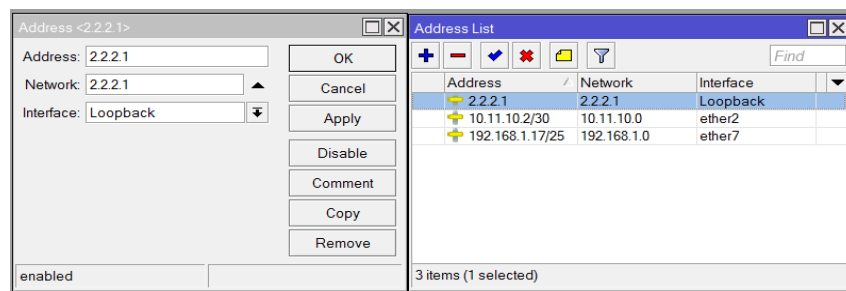 Address <2.2.2.1>
Address: 2.2.2.1
Network: 2.2.2.1
Interface: Loopback
OK
Cancel
Apply
Disable
Comment
Copy
Remove
enabled
Address List
Find
Address Network Interface
2.2.2.1 2.2.2.1 Loopback
10.11.10.2/30 10.11.10.0 ether2
192.168.1.17/25 192.168.1.0 ether7
3 items (1 selected)